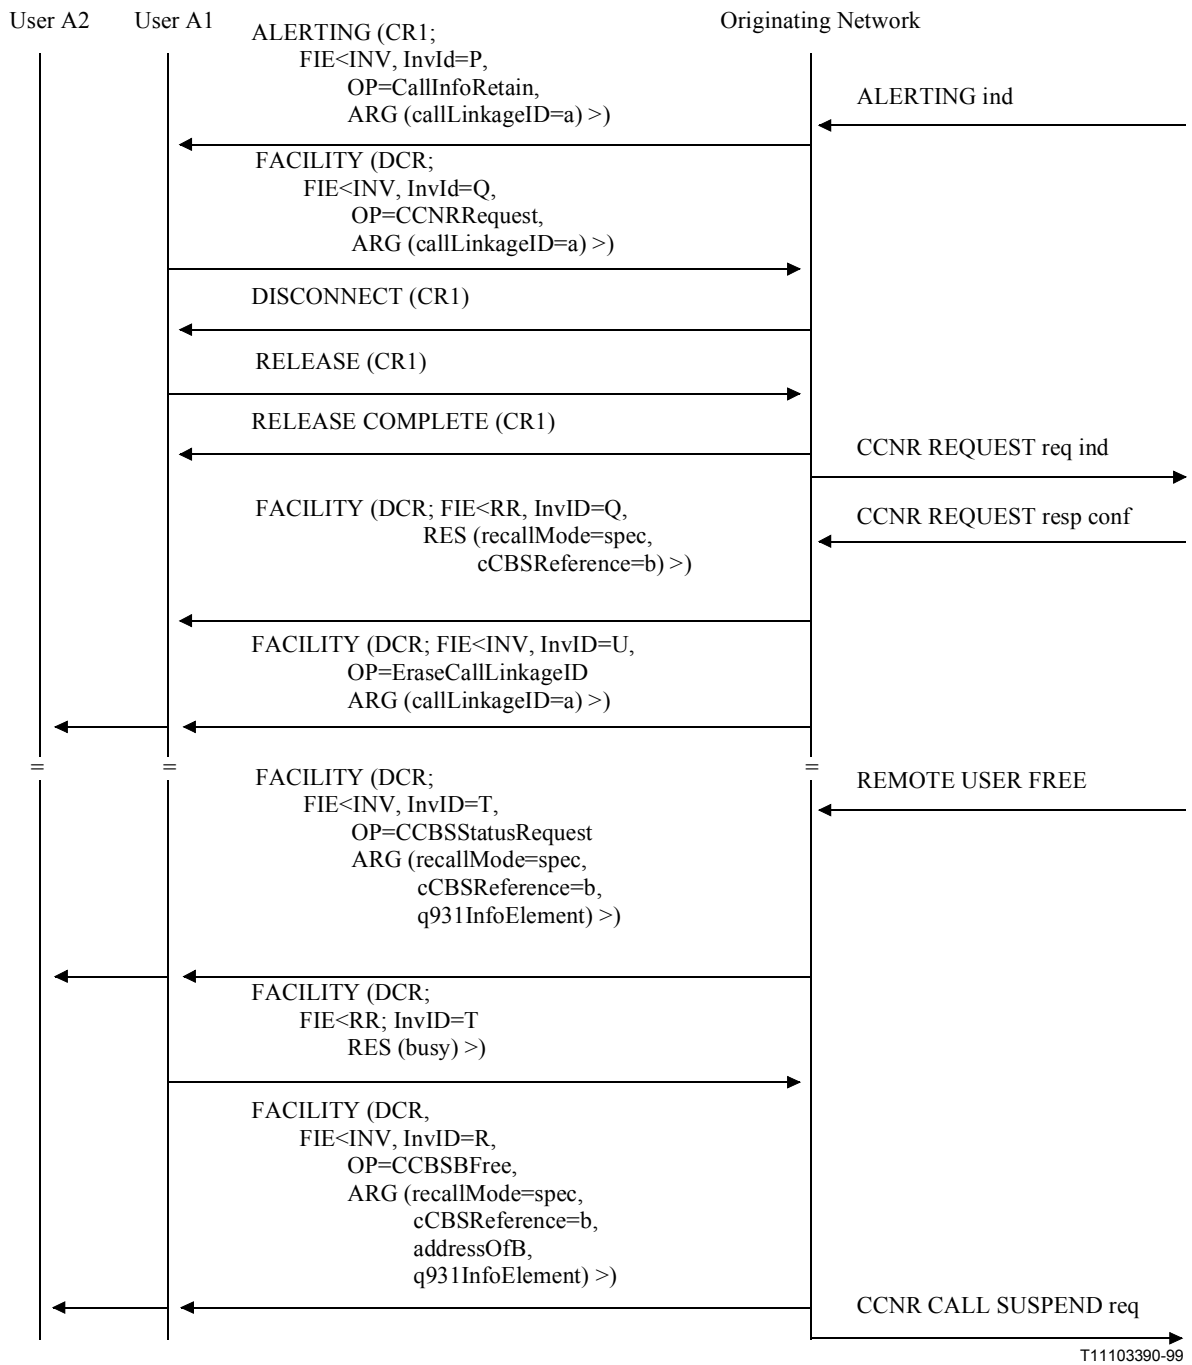 User A2 User A1 Originating Network
ALERTING (CR1;
FIE<INV, InvId=P,
OP=CallInfoRetain,
ARG (callLinkageID=a) >)
ALERTING ind
FACILITY (DCR;
FIE<INV, InvId=Q,
OP=CCNRRequest,
ARG (callLinkageID=a) >)
DISCONNECT (CR1)
RELEASE (CR1)
RELEASE COMPLETE (CR1)
CCNR REQUEST req ind
FACILITY (DCR; FIE<RR, InvID=Q,
RES (recallMode=spec,
cCBSReference=b) >)
CCNR REQUEST resp conf
FACILITY (DCR; FIE<INV, InvID=U,
OP=EraseCallLinkageID
ARG (callLinkageID=a) >)
= = =
FACILITY (DCR;
FIE<INV, InvID=T,
OP=CCBSStatusRequest
ARG (recallMode=spec,
cCBSReference=b,
q931InfoElement) >)
REMOTE USER FREE
FACILITY (DCR;
FIE<RR; InvID=T
RES (busy) >)
FACILITY (DCR,
FIE<INV, InvID=R,
OP=CCBSBFree,
ARG (recallMode=spec,
cCBSReference=b,
addressOfB,
q931InfoElement) >)
CCNR CALL SUSPEND req
T11103390-99